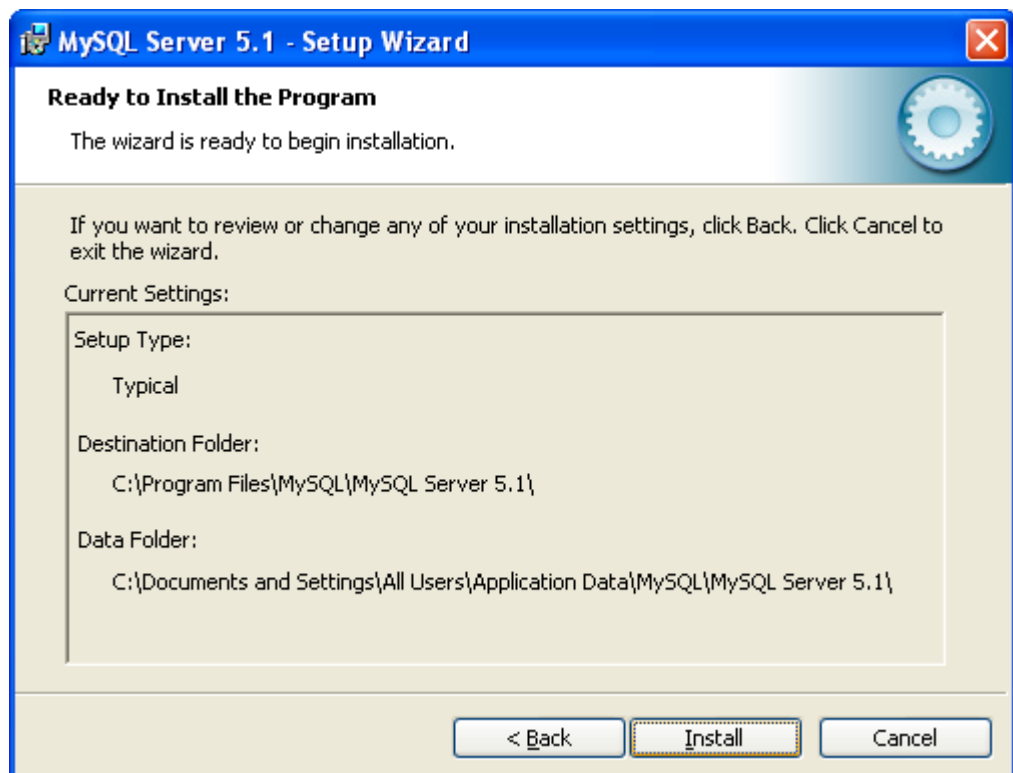 MySQL Server 5.1 - Setup Wizard
Ready to Install the Program
The wizard is ready to begin installation.
If you want to review or change any of your installation settings, click Back. Click Cancel to
exit the wizard.
Current Settings:
Setup Type:
Typical
Destination Folder:
C:\Program Files\MySQL\MySQL Server 5.1\
Data Folder:
C:\Documents and Settings\All Users\Application Data\MySQL\MySQL Server 5.1\
< Back Install Cancel